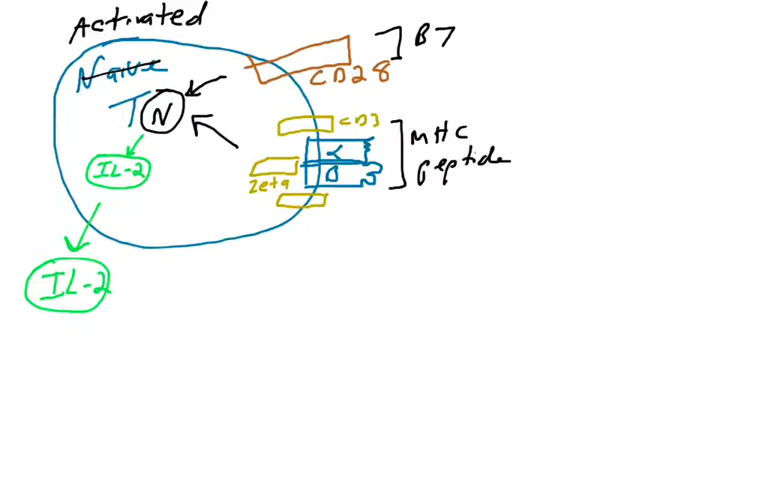 Activated
Naive
T N
IL-2
IL-2
CD28
B7
CD3
α
β
Zeta
MHC
Peptide